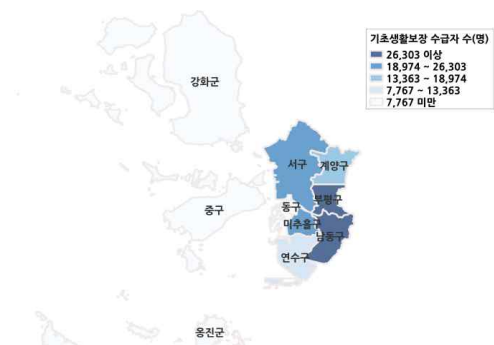 기초생활보장 수급자 수(명)
26,303 이상
18,974 ~ 26,303
13,363 ~ 18,974
7,767 ~ 13,363
7,767 미만
강화군
서구
계양구
부평구
중구
동구
미추홀구
남동구
연수구
옹진군